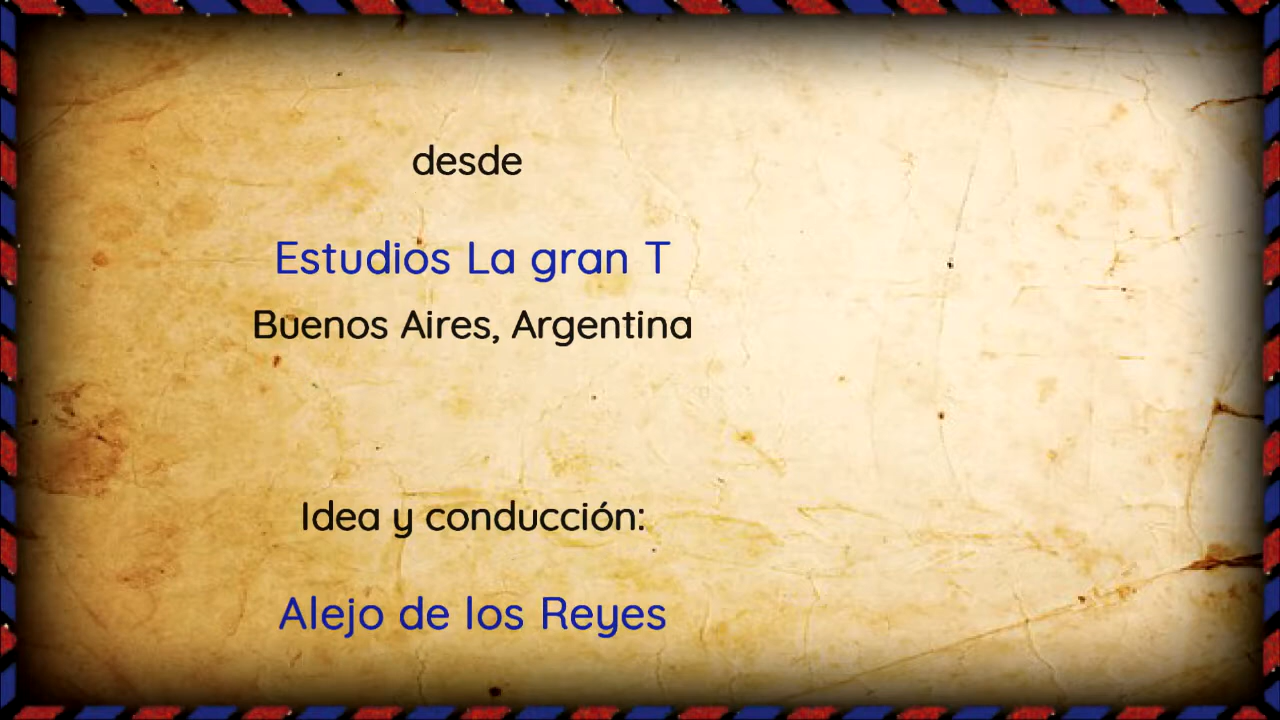 desde
Estudios La gran T
Buenos Aires, Argentina
Idea y conducción:
Alejo de los Reyes